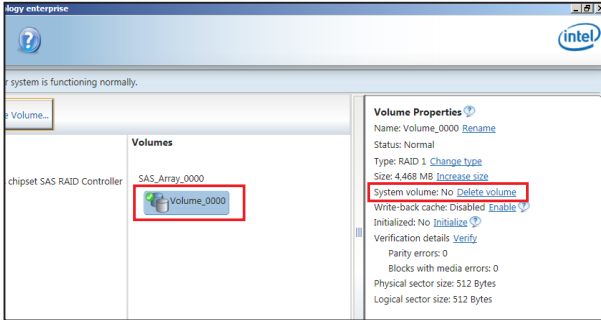 logy enterprise
intel
r system is functioning normally.
e Volume...
Volumes
chipset SAS RAID Controller
SAS_Array_0000
Volume_0000
Volume Properties ?
Name: Volume_0000 Rename
Status: Normal
Type: RAID 1 Change type
Size: 4,468 MB Increase size
System volume: No Delete volume
Write-back cache: Disabled Enable ?
Initialized: No Initialize ?
Verification details Verify
Parity errors: 0
Blocks with media errors: 0
Physical sector size: 512 Bytes
Logical sector size: 512 Bytes